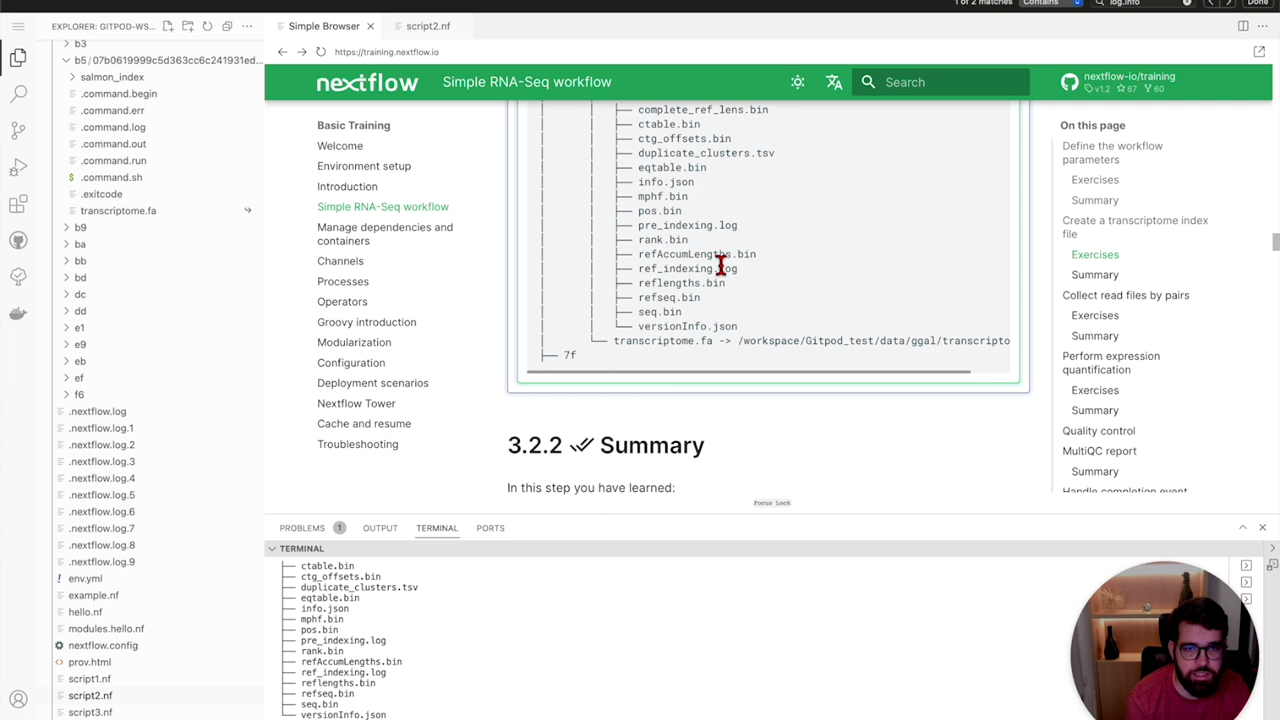 1 of 2 matches
Contains
log.info
Done
EXPLORER: GITPOD-WS...
Simple Browser
script2.nf
https://training.nextflow.io
b3
b5/07b0619999c5d363cc6c241931ed...
salmon_index
.command.begin
.command.err
.command.log
.command.out
.command.run
$ .command.sh
.exitcode
transcriptome.fa
b9
ba
bb
bd
dc
dd
e1
e9
eb
ef
f6
.nextflow.log
.nextflow.log.1
.nextflow.log.2
.nextflow.log.3
.nextflow.log.4
.nextflow.log.5
.nextflow.log.6
.nextflow.log.7
.nextflow.log.8
.nextflow.log.9
env.yml
example.nf
hello.nf
modules.hello.nf
nextflow.config
prov.html
script1.nf
script2.nf
script3.nf
nextflow
Simple RNA-Seq workflow
Search
nextflow-io/training
v1.2 67 60
Basic Training
Welcome
Environment setup
Introduction
Simple RNA-Seq workflow
Manage dependencies and
containers
Channels
Processes
Operators
Groovy introduction
Modularization
Configuration
Deployment scenarios
Nextflow Tower
Cache and resume
Troubleshooting
│ │ ├── complete_ref_lens.bin
│ │ ├── ctable.bin
│ │ ├── ctg_offsets.bin
│ │ ├── duplicate_clusters.tsv
│ │ ├── eqtable.bin
│ │ ├── info.json
│ │ ├── mphf.bin
│ │ ├── pos.bin
│ │ ├── pre_indexing.log
│ │ ├── rank.bin
│ │ ├── refAccumLengths.bin
│ │ ├── ref_indexing.log
│ │ ├── reflengths.bin
│ │ ├── refseq.bin
│ │ ├── seq.bin
│ │ └── versionInfo.json
│ └── transcriptome.fa -> /workspace/Gitpod_test/data/ggal/transcripto
├── 7f
3.2.2 Summary
In this step you have learned:
On this page
Define the workflow
parameters
Exercises
Summary
Create a transcriptome index
file
Exercises
Summary
Collect read files by pairs
Exercises
Summary
Perform expression
quantification
Exercises
Summary
Quality control
MultiQC report
Summary
Handle completion event
Focus Lock
PROBLEMS 1 OUTPUT TERMINAL PORTS
TERMINAL
├── ctable.bin
├── ctg_offsets.bin
├── duplicate_clusters.tsv
├── eqtable.bin
├── info.json
├── mphf.bin
├── pos.bin
├── pre_indexing.log
├── rank.bin
├── refAccumLengths.bin
├── ref_indexing.log
├── reflengths.bin
├── refseq.bin
├── seq.bin
└── versionInfo.json